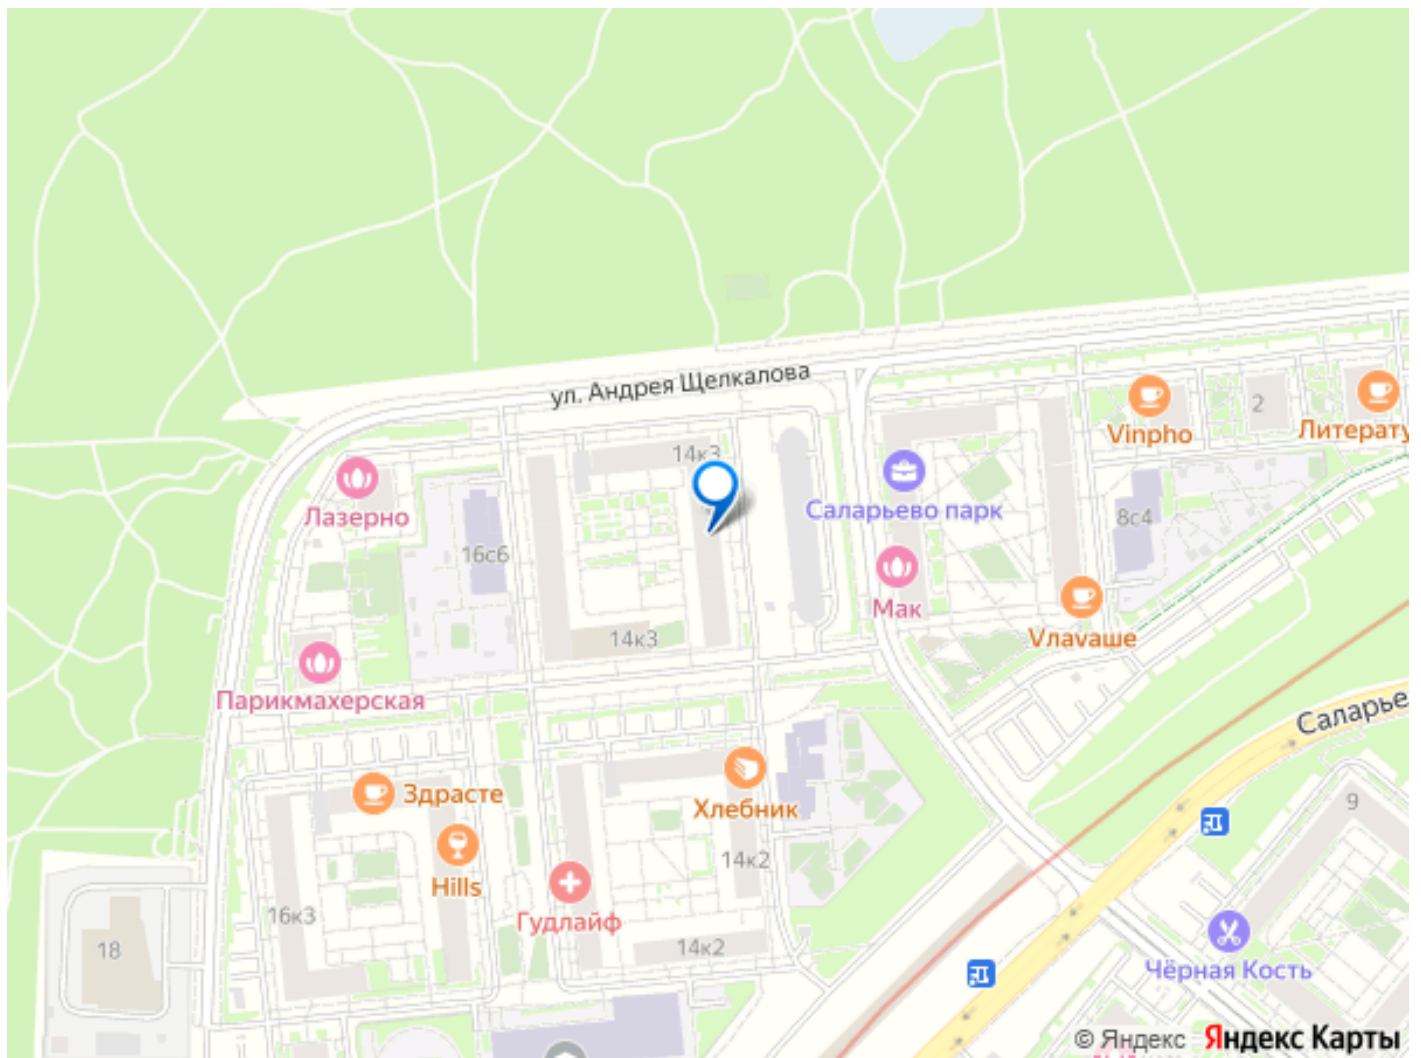 ул. Андрея Щелкалова
Vinpho
2
Литерату
14к3
Лазерно
16с6
Саларьево парк
8с4
Мак
Vлаvаше
14к3
Парикмахерская
Саларье
Здрасте
Хлебник
9
Hills
14к2
16к3
Гудлайф
18
14к2
Чёрная Кость
© Яндекс Яндекс Карты